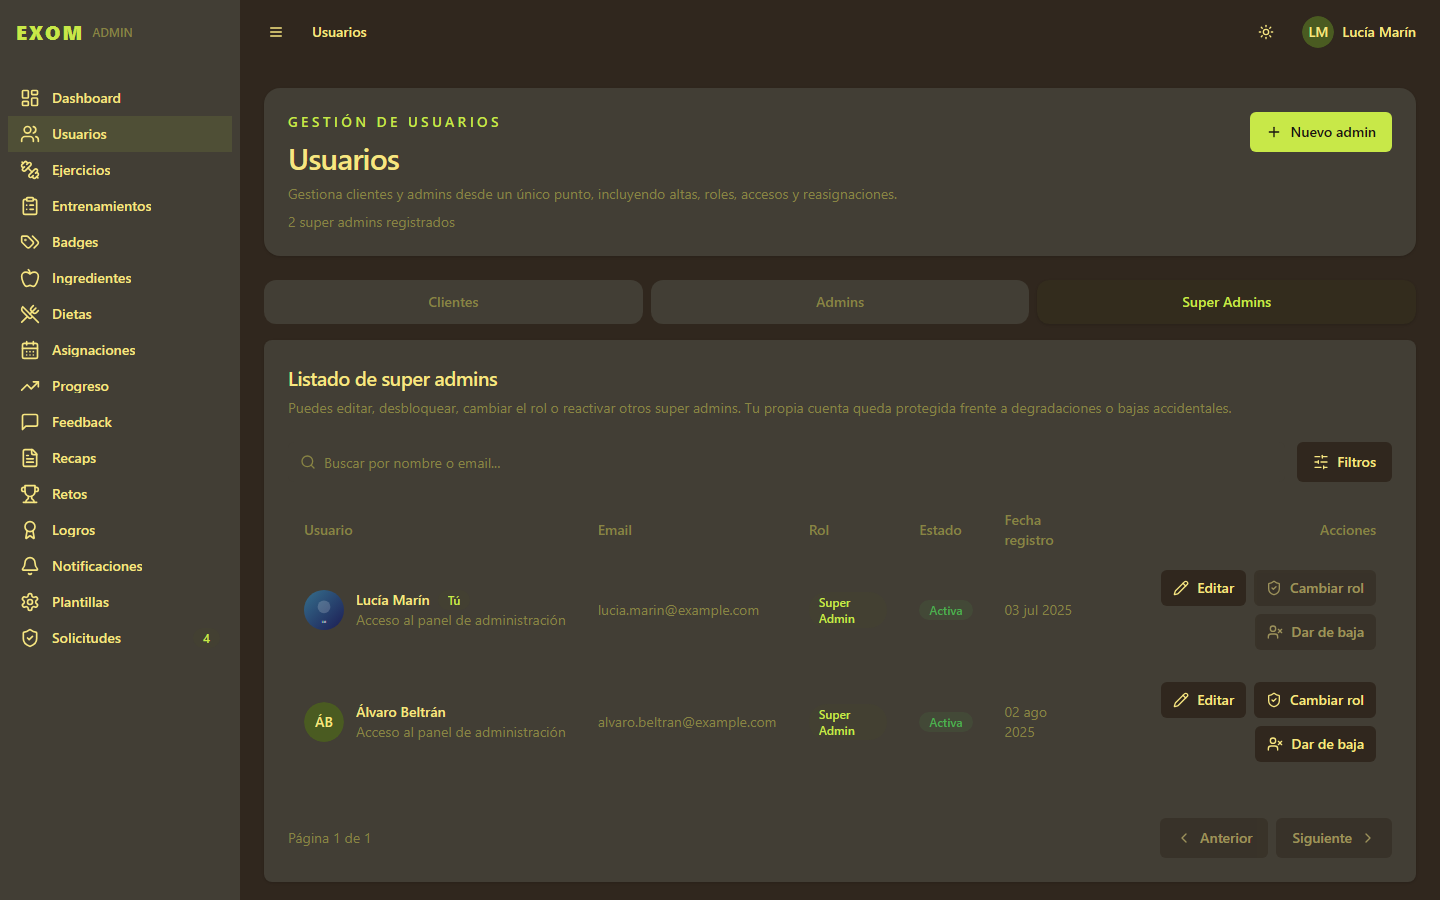 EXOM ADMIN
Dashboard
Usuarios
Ejercicios
Entrenamientos
Badges
Ingredientes
Dietas
Asignaciones
Progreso
Feedback
Recaps
Retos
Logros
Notificaciones
Plantillas
Solicitudes 4
Usuarios
LM Lucía Marín
GESTIÓN DE USUARIOS
Usuarios
Gestiona clientes y admins desde un único punto, incluyendo altas, roles, accesos y reasignaciones.
2 super admins registrados
Nuevo admin
Clientes Admins Super Admins
Listado de super admins
Puedes editar, desbloquear, cambiar el rol o reactivar otros super admins. Tu propia cuenta queda protegida frente a degradaciones o bajas accidentales.
Buscar por nombre o email...
Filtros
Usuario Email Rol Estado Fecha registro Acciones
Lucía Marín Tú
Acceso al panel de administración
lucia.marin@example.com
Super
Admin
Activa
03 jul 2025
Editar Cambiar rol
Dar de baja
ÁB
Álvaro Beltrán
Acceso al panel de administración
alvaro.beltran@example.com
Super
Admin
Activa
02 ago
2025
Editar Cambiar rol
Dar de baja
Página 1 de 1
Anterior Siguiente